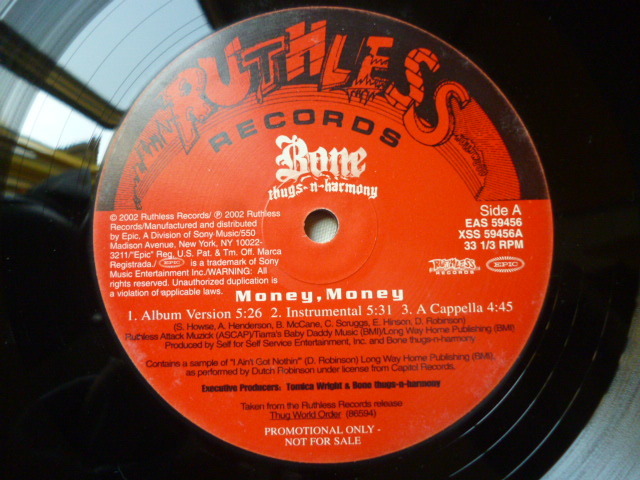 RUTHLESS
RECORDS
Bone
thugs-n-harmony
© 2002 Ruthless Records/ ℗ 2002 Ruthless
Records/Manufactured and distributed
by Epic, A Division of Sony Music/550
Madison Avenue, New York, NY 10022-
3211/"Epic" Reg. U.S. Pat. & Tm. Off. Marca
Registrada./ EPIC is a trademark of Sony
Music Entertainment Inc./WARNING: All
rights reserved. Unauthorized duplication is
a violation of applicable laws.
Side A
EAS 59456
XSS 59456A
33 1/3 RPM
RUTHLESS
RECORDS
EPIC
Money, Money
1. Album Version 5:26 2. Instrumental 5:31 3. A Cappella 4:45
(S. Howse, A. Henderson, B. McCane, C. Scruggs, E. Hinson, D. Robinson)
Ruthless Attack Muzick (ASCAP)/Tiarra's Baby Daddy Music (BMI)/Long Way Home Publishing (BMI)
Produced by Self for Self Service Entertainment, Inc. and Bone thugs-n-harmony
Contains a sample of "I Ain't Got Nothin'" (D. Robinson) Long Way Home Publishing (BMI),
as performed by Dutch Robinson under license from Capitol Records.
Executive Producers: Tomica Wright & Bone thugs-n-harmony
Taken from the Ruthless Records release
Thug World Order (86594)
PROMOTIONAL ONLY -
NOT FOR SALE